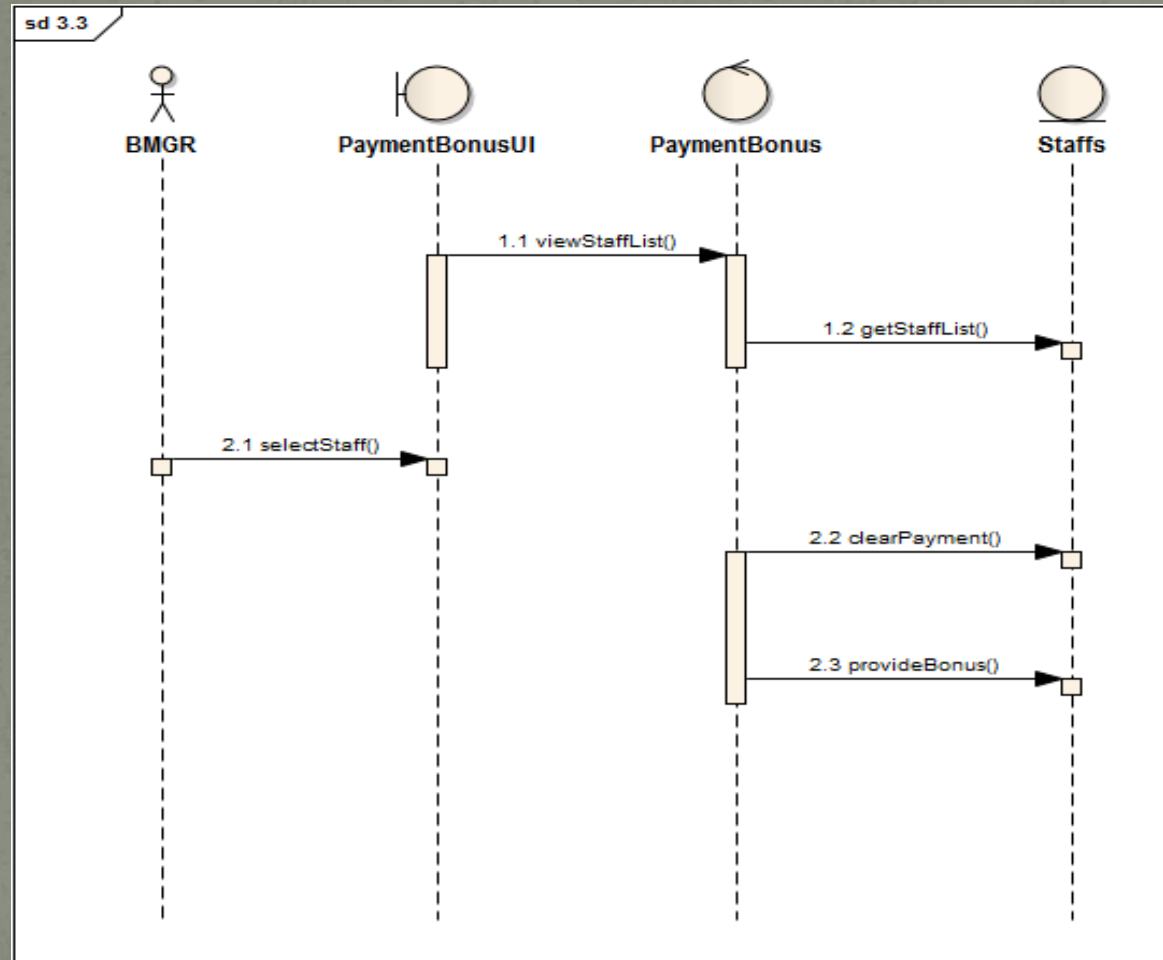 sd 3.3
BMGR
PaymentBonusUI
PaymentBonus
Staffs
1.1 viewStaffList()
1.2 getStaffList()
2.1 selectStaff()
2.2 clearPayment()
2.3 provideBonus()